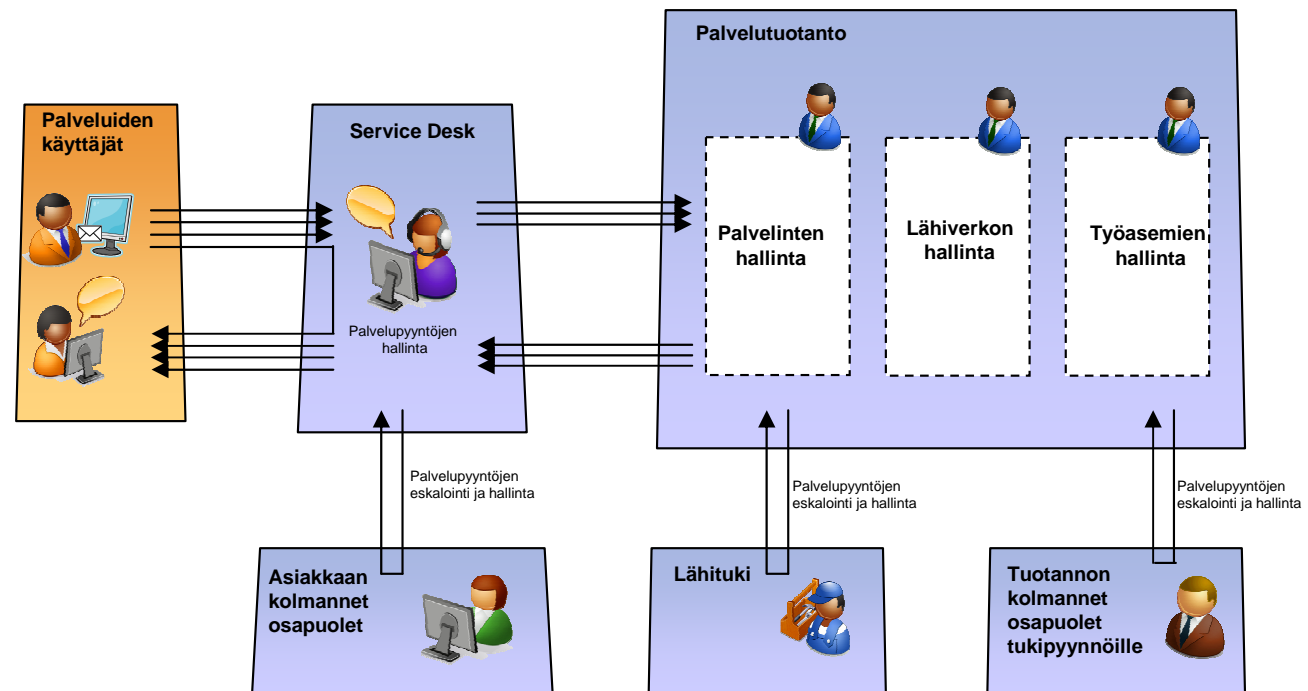 Palvelutuotanto
Palveluiden
käyttäjät
Service Desk
Palvelinten
hallinta
Lähiverkon
hallinta
Työasemien
hallinta
Palvelupyyntöjen
hallinta
Palvelupyyntöjen
eskalointi ja hallinta
Palvelupyyntöjen
eskalointi ja hallinta
Palvelupyyntöjen
eskalointi ja hallinta
Asiakkaan
kolmannet
osapuolet
Lähituki
Tuotannon
kolmannet
osapuolet
tukipyynnöille